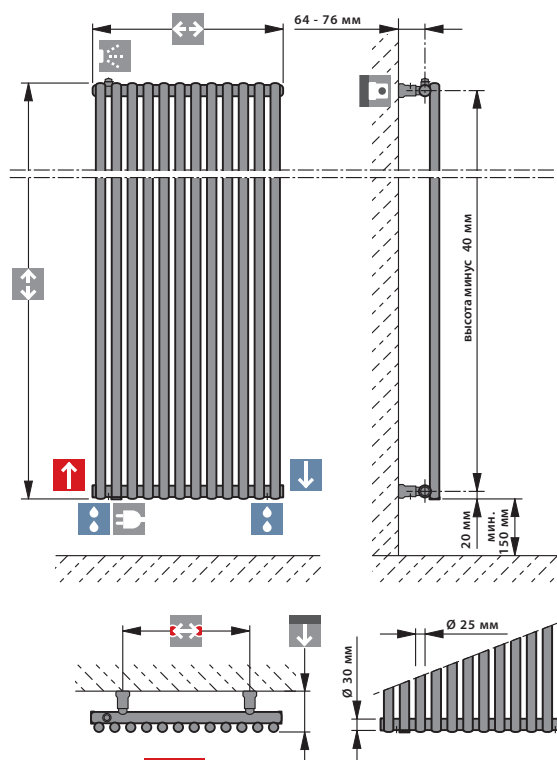 64 - 76 мм
высота минус 40 мм
20 мм
мин.
150 мм
Ø 25 мм
Ø 30 мм